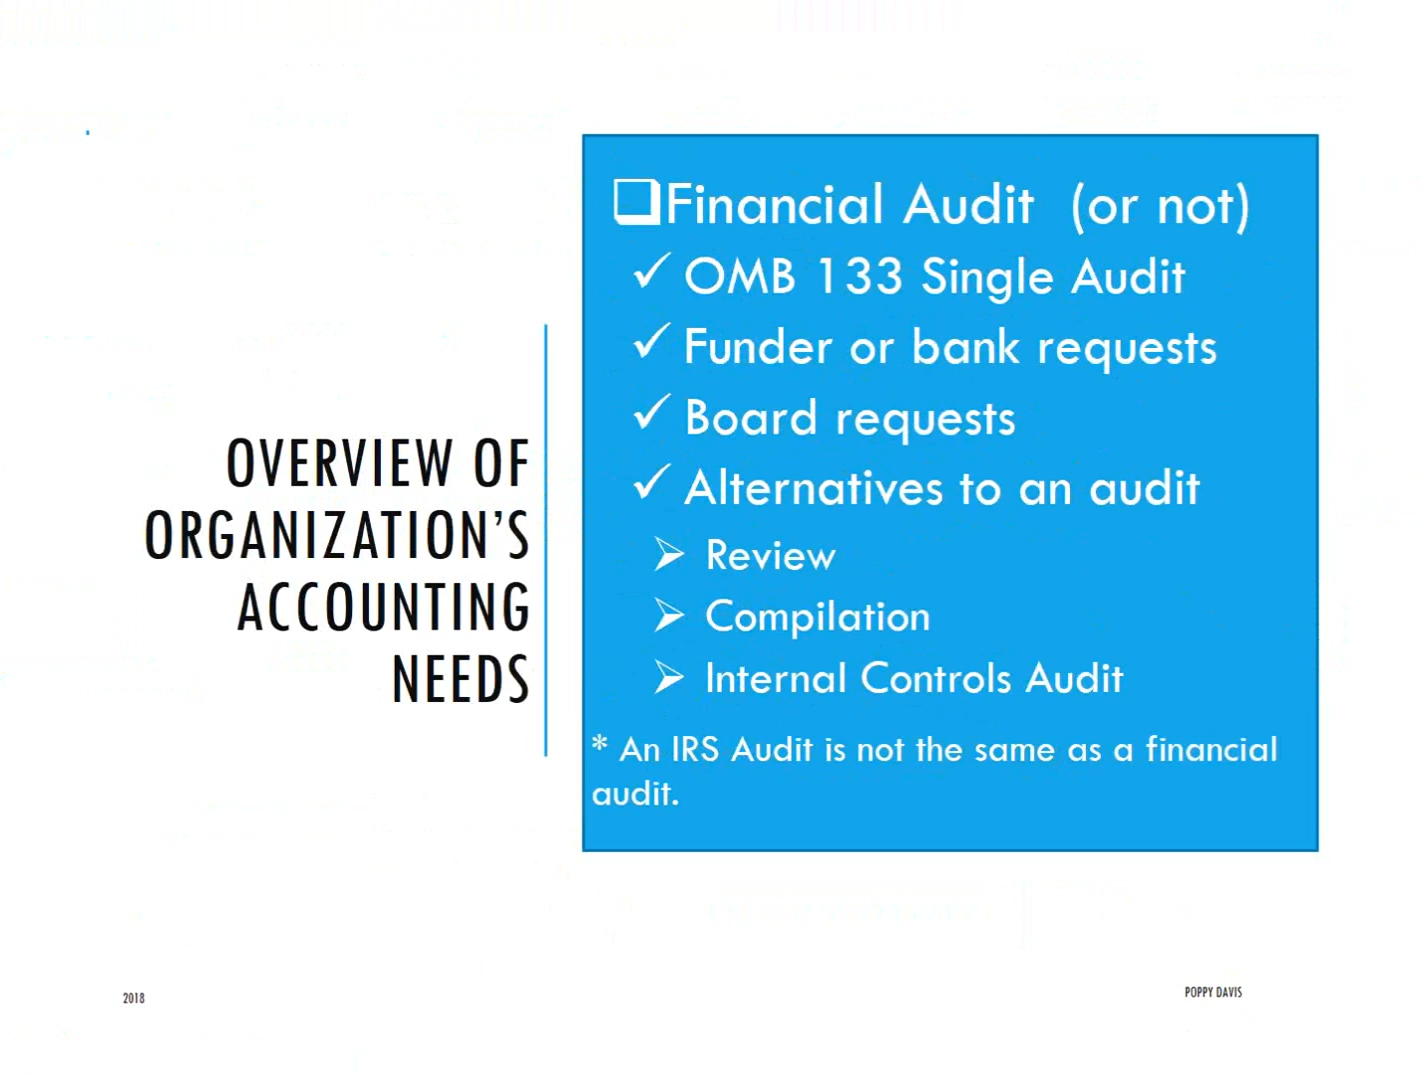 OVERVIEW OF
ORGANIZATION'S
ACCOUNTING
NEEDS
Financial Audit (or not)
OMB 133 Single Audit
Funder or bank requests
Board requests
Alternatives to an audit
Review
Compilation
Internal Controls Audit
* An IRS Audit is not the same as a financial
audit.
2018
POPPY DAVIS